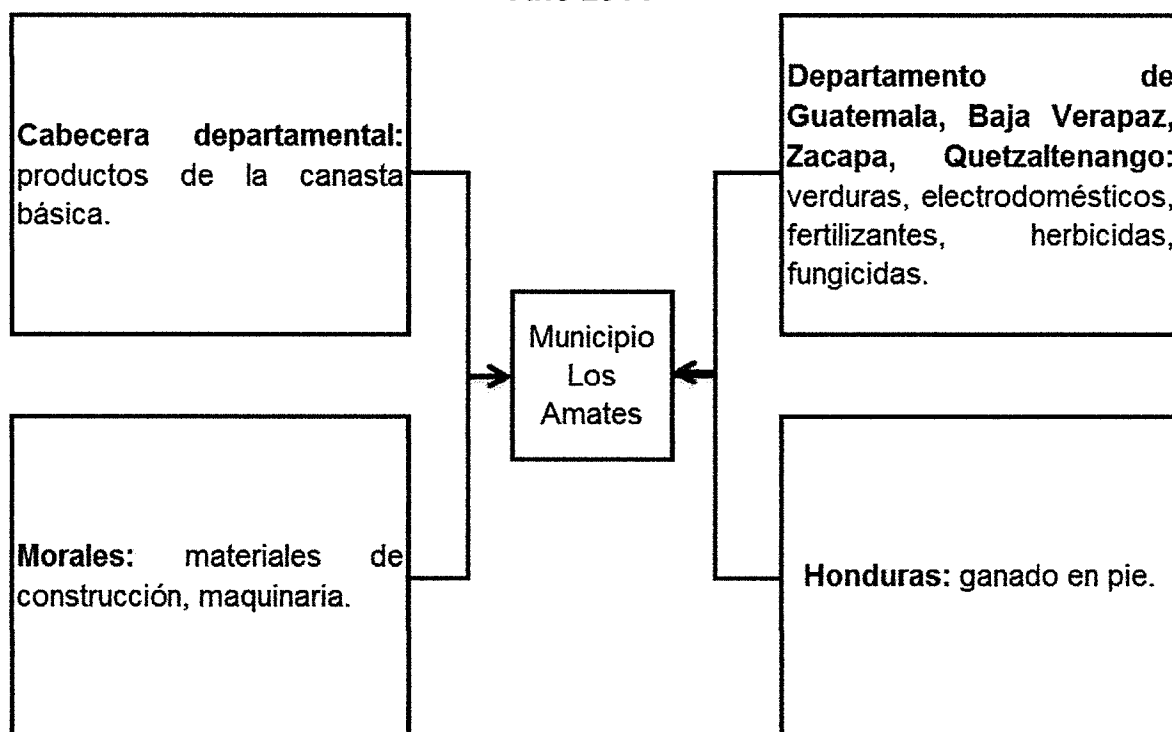 Cabecera departamental:
productos de la canasta
básica.
Departamento de
Guatemala, Baja Verapaz,
Zacapa, Quetzaltenango:
verduras, electrodomésticos,
fertilizantes, herbicidas,
fungicidas.
Municipio
Los
Amates
Morales: materiales de
construcción, maquinaria.
Honduras: ganado en pie.